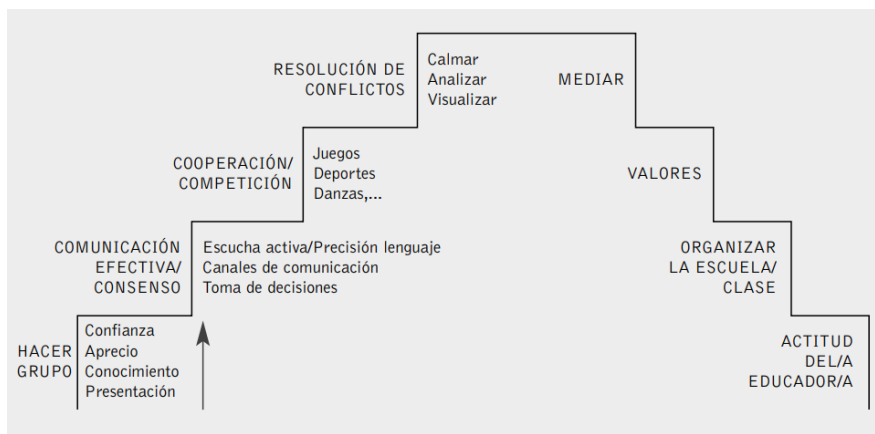 RESOLUCIÓN DE
CONFLICTOS
Calmar
Analizar
Visualizar
MEDIAR
COOPERACIÓN/
COMPETICIÓN
Juegos
Deportes
Danzas,...
VALORES
COMUNICACIÓN
EFECTIVA/
CONSENSO
Escucha activa/Precisión lenguaje
Canales de comunicación
Toma de decisiones
ORGANIZAR
LA ESCUELA/
CLASE
HACER
GRUPO
Confianza
Aprecio
Conocimiento
Presentación
ACTITUD
DEL/A
EDUCADOR/A